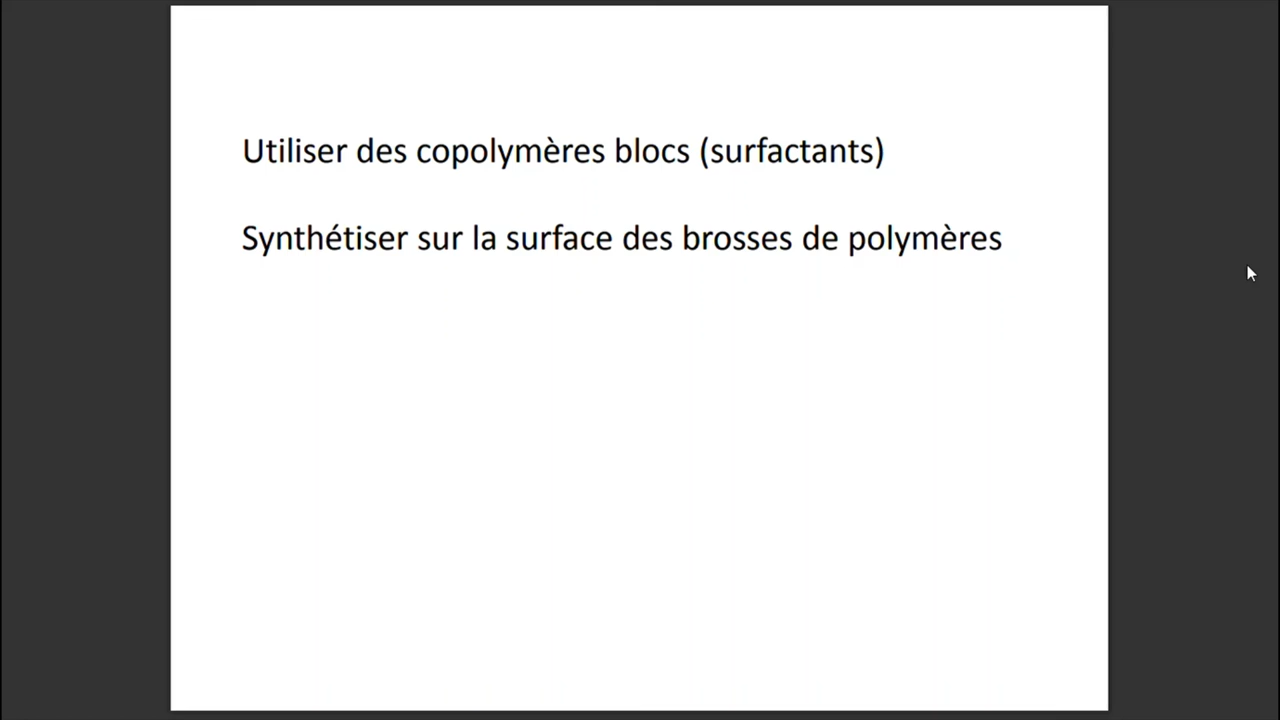 Utiliser des copolymères blocs (surfactants)
Synthétiser sur la surface des brosses de polymères